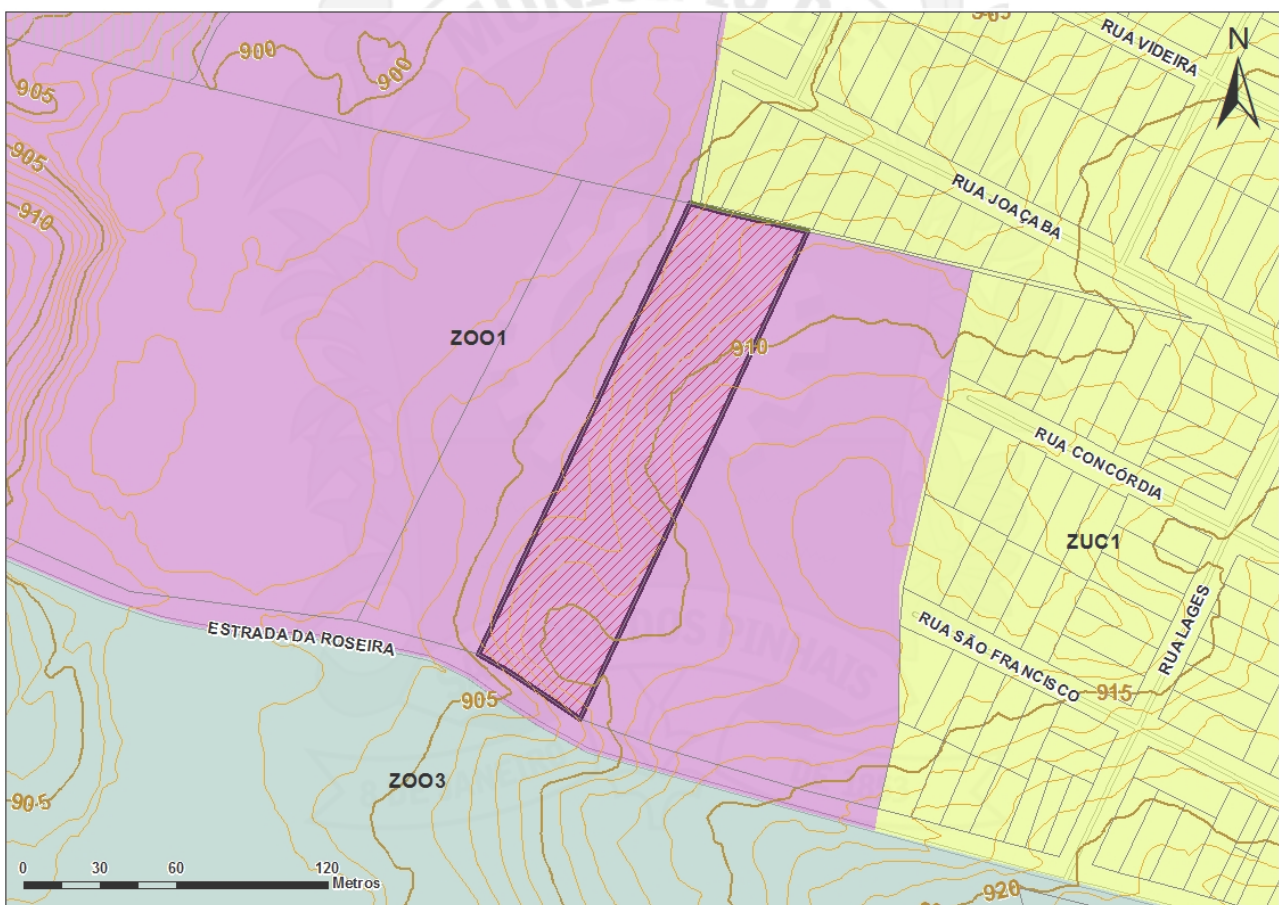 905
RUA VIDEIRA
N
900
900
905
905
910
RUA JOAÇABA
ZOO1
910
RUA CONCÓRDIA
ZUC1
RUA LAGES
RUA SÃO FRANCISCO
ESTRADA DA ROSEIRA
915
905
ZOO3
905
0 30 60 120
Metros
920